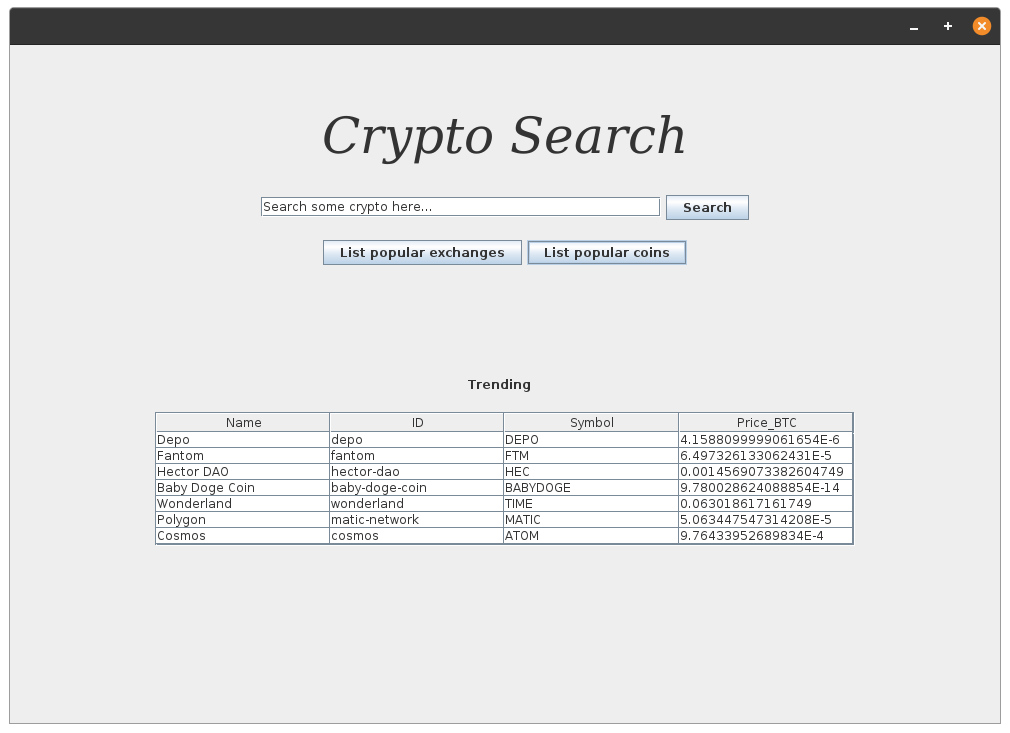 Crypto Search
Search some crypto here... Search
List popular exchanges List popular coins
Trending
Name ID Symbol Price_BTC
Depo depo DEPO 4.1588099999061654E-6
Fantom fantom FTM 6.497326133062431E-5
Hector DAO hector-dao HEC 0.0014569073382604749
Baby Doge Coin baby-doge-coin BABYDOGE 9.780028624088854E-14
Wonderland wonderland TIME 0.063018617161749
Polygon matic-network MATIC 5.063447547314208E-5
Cosmos cosmos ATOM 9.76433952689834E-4